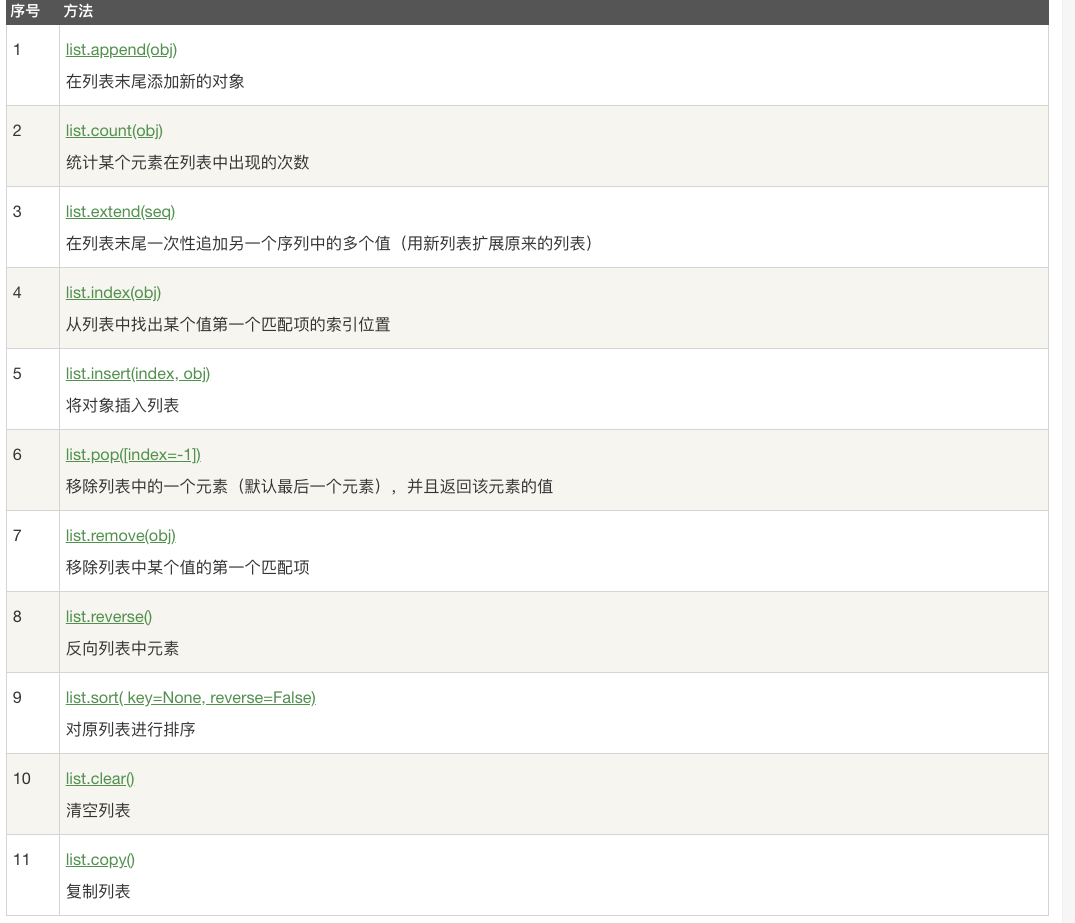 序号 方法
1 list.append(obj)
在列表末尾添加新的对象
2 list.count(obj)
统计某个元素在列表中出现的次数
3 list.extend(seq)
在列表末尾一次性追加另一个序列中的多个值（用新列表扩展原来的列表）
4 list.index(obj)
从列表中找出某个值第一个匹配项的索引位置
5 list.insert(index, obj)
将对象插入列表
6 list.pop([index=-1])
移除列表中的一个元素（默认最后一个元素），并且返回该元素的值
7 list.remove(obj)
移除列表中某个值的第一个匹配项
8 list.reverse()
反向列表中元素
9 list.sort( key=None, reverse=False)
对原列表进行排序
10 list.clear()
清空列表
11 list.copy()
复制列表